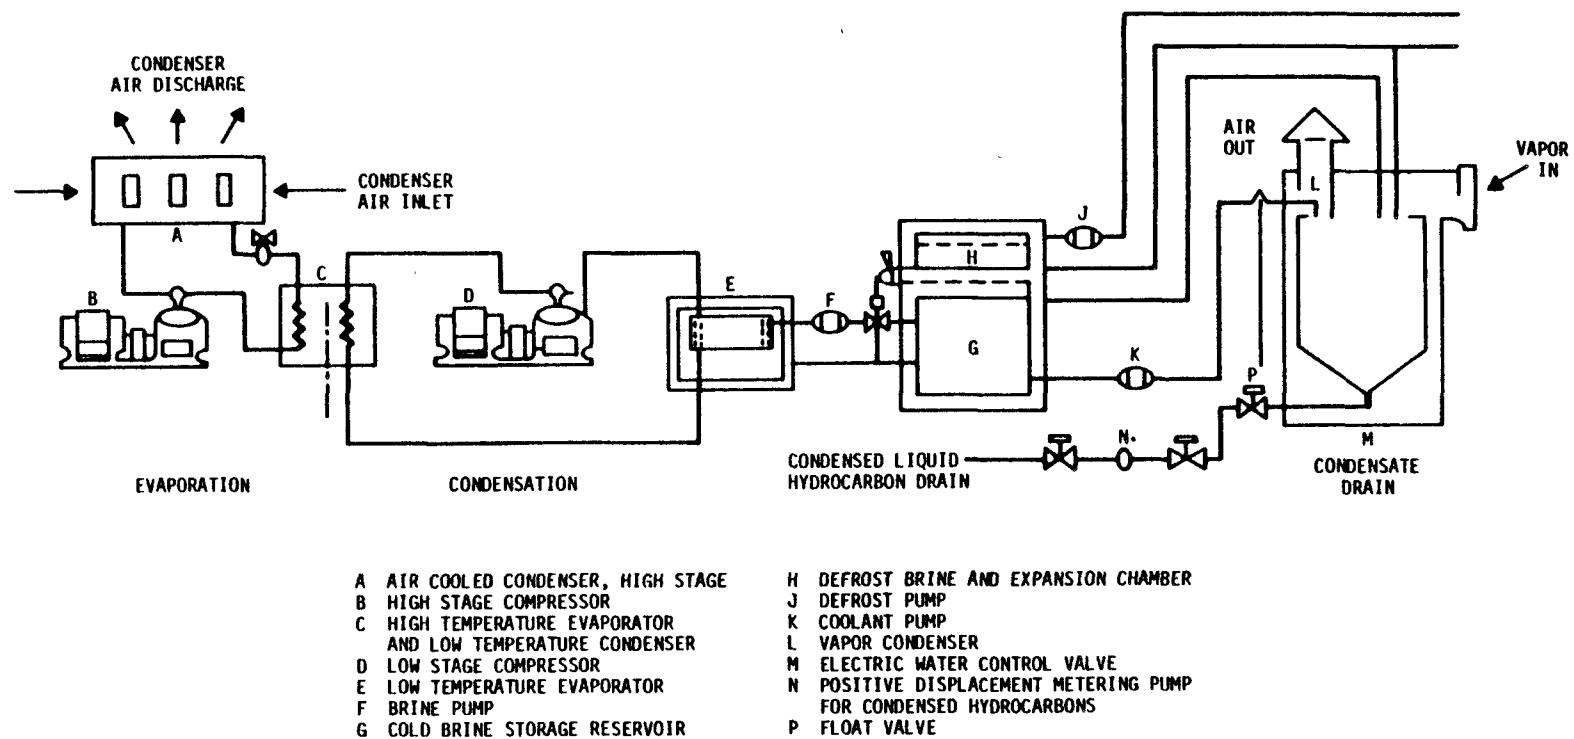 CONDENSER
AIR DISCHARGE
AIR
OUT
VAPOR
IN
CONDENSER
AIR INLET
L
A
J
H
C
E
B
D
F
G
K
P
N.
M
CONDENSED LIQUID
HYDROCARBON DRAIN
CONDENSATE
DRAIN
EVAPORATION
CONDENSATION
A AIR COOLED CONDENSER, HIGH STAGE
B HIGH STAGE COMPRESSOR
C HIGH TEMPERATURE EVAPORATOR
AND LOW TEMPERATURE CONDENSER
D LOW STAGE COMPRESSOR
E LOW TEMPERATURE EVAPORATOR
F BRINE PUMP
G COLD BRINE STORAGE RESERVOIR
H DEFROST BRINE AND EXPANSION CHAMBER
J DEFROST PUMP
K COOLANT PUMP
L VAPOR CONDENSER
M ELECTRIC WATER CONTROL VALVE
N POSITIVE DISPLACEMENT METERING PUMP
FOR CONDENSED HYDROCARBONS
P FLOAT VALVE